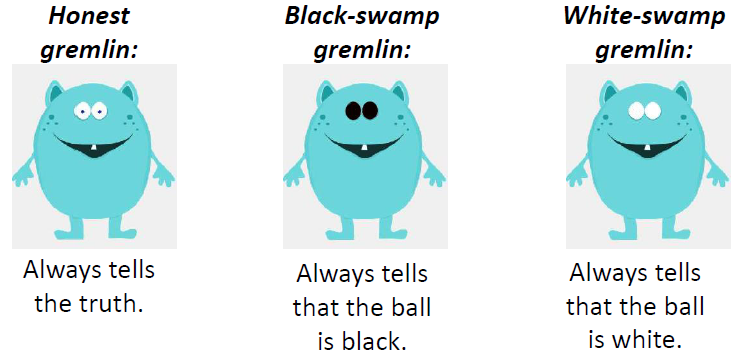 Honest
gremlin:
Always tells
the truth.
Black-swamp
gremlin:
Always tells
that the ball
is black.
White-swamp
gremlin:
Always tells
that the ball
is white.